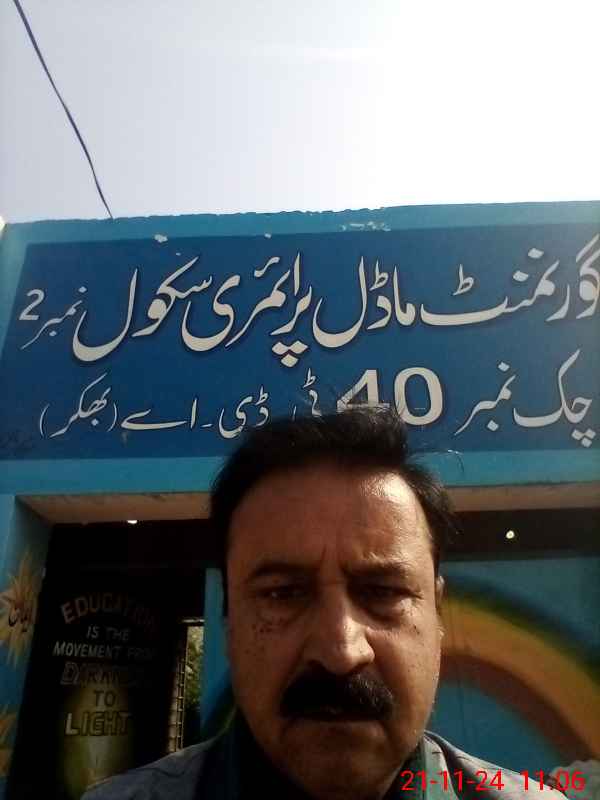 گورنمنٹ ماڈل پرائمری سکول نمبر 2
چک نمبر 40 ٹی ڈی۔اے (بھکر)
EDUCATION
IS THE
MOVEMENT FROM
DARKNESS
TO
LIGHT
21-11-24 11:06